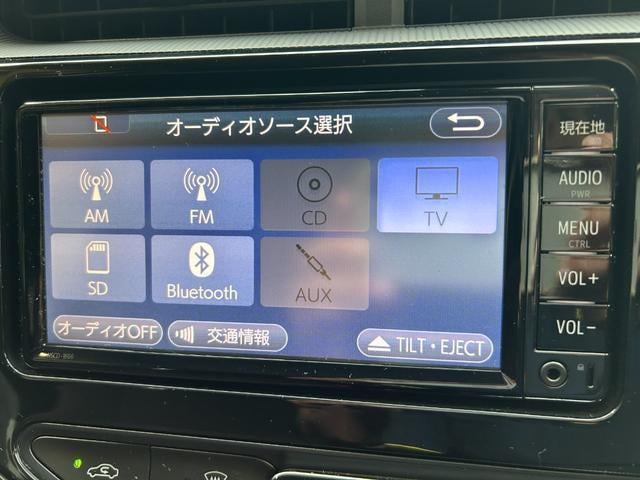 オーディオソース選択
AM
FM
CD
TV
SD
Bluetooth
AUX
オーディオOFF
交通情報
TILT・EJECT
現在地
AUDIO
PWR
MENU
CTRL
VOL+
VOL-